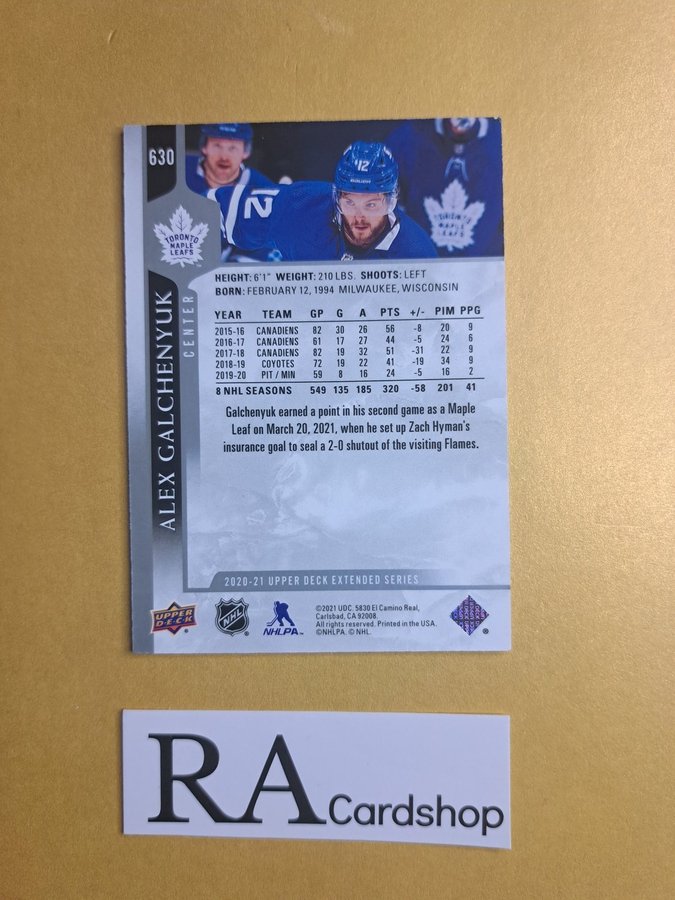 630
12
12
TORONTO
MAPLE
LEAFS
ALEX GALCHENYUK
CENTER
HEIGHT: 6'1" WEIGHT: 210 LBS. SHOOTS: LEFT
BORN: FEBRUARY 12, 1994 MILWAUKEE, WISCONSIN
YEAR TEAM GP G A PTS +/- PIM PPG
2015-16 CANADIENS 82 30 26 56 -8 20 9
2016-17 CANADIENS 61 17 27 44 -5 24 6
2017-18 CANADIENS 82 19 32 51 -31 22 9
2018-19 COYOTES 72 19 22 41 -19 34 9
2019-20 PIT / MIN 59 8 16 24 -5 16 2
8 NHL SEASONS 549 135 185 320 -58 201 41
Galchenyuk earned a point in his second game as a Maple
Leaf on March 20, 2021, when he set up Zach Hyman's
insurance goal to seal a 2-0 shutout of the visiting Flames.
2020-21 UPPER DECK EXTENDED SERIES
UPPER
DECK
NHL
NHLPA
©2021 UDC. 5830 El Camino Real,
Carlsbad, CA 92008.
All rights reserved. Printed in the USA.
©NHLPA. © NHL.
RA Cardshop